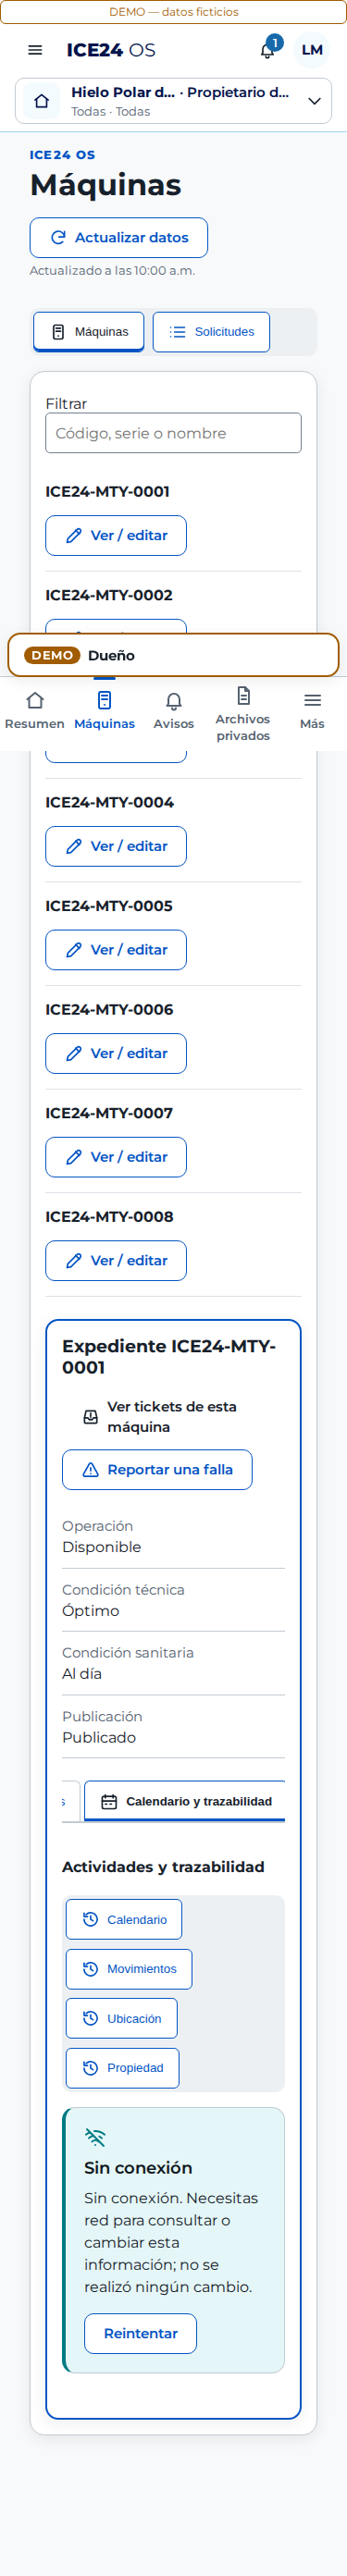 DEMO — datos ficticios
ICE24 OS
1
LM
Hielo Polar d... · Propietario d...
Todas · Todas
ICE24 OS
Máquinas
Actualizar datos
Actualizado a las 10:00 a.m.
Máquinas
Solicitudes
Filtrar
Código, serie o nombre
ICE24-MTY-0001
Ver / editar
ICE24-MTY-0002
DEMO Dueño
Resumen
Máquinas
Avisos
Archivos privados
Más
ICE24-MTY-0004
Ver / editar
ICE24-MTY-0005
Ver / editar
ICE24-MTY-0006
Ver / editar
ICE24-MTY-0007
Ver / editar
ICE24-MTY-0008
Ver / editar
Expediente ICE24-MTY-
0001
Ver tickets de esta
máquina
Reportar una falla
Operación
Disponible
Condición técnica
Óptimo
Condición sanitaria
Al día
Publicación
Publicado
Calendario y trazabilidad
Actividades y trazabilidad
Calendario
Movimientos
Ubicación
Propiedad
Sin conexión
Sin conexión. Necesitas
red para consultar o
cambiar esta
información; no se
realizó ningún cambio.
Reintentar